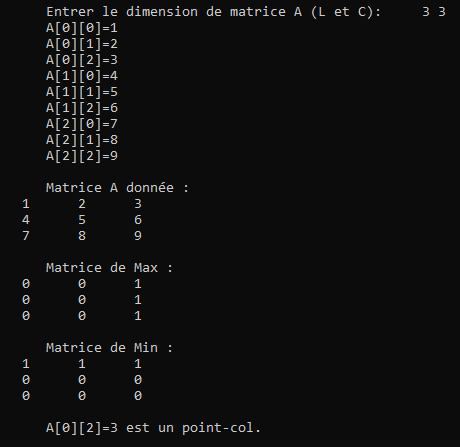 Entrer le dimension de matrice A (L et C): 3 3
A[0][0]=1
A[0][1]=2
A[0][2]=3
A[1][0]=4
A[1][1]=5
A[1][2]=6
A[2][0]=7
A[2][1]=8
A[2][2]=9
Matrice A donnée :
1 2 3
4 5 6
7 8 9
Matrice de Max :
0 0 1
0 0 1
0 0 1
Matrice de Min :
1 1 1
0 0 0
0 0 0
A[0][2]=3 est un point-col.